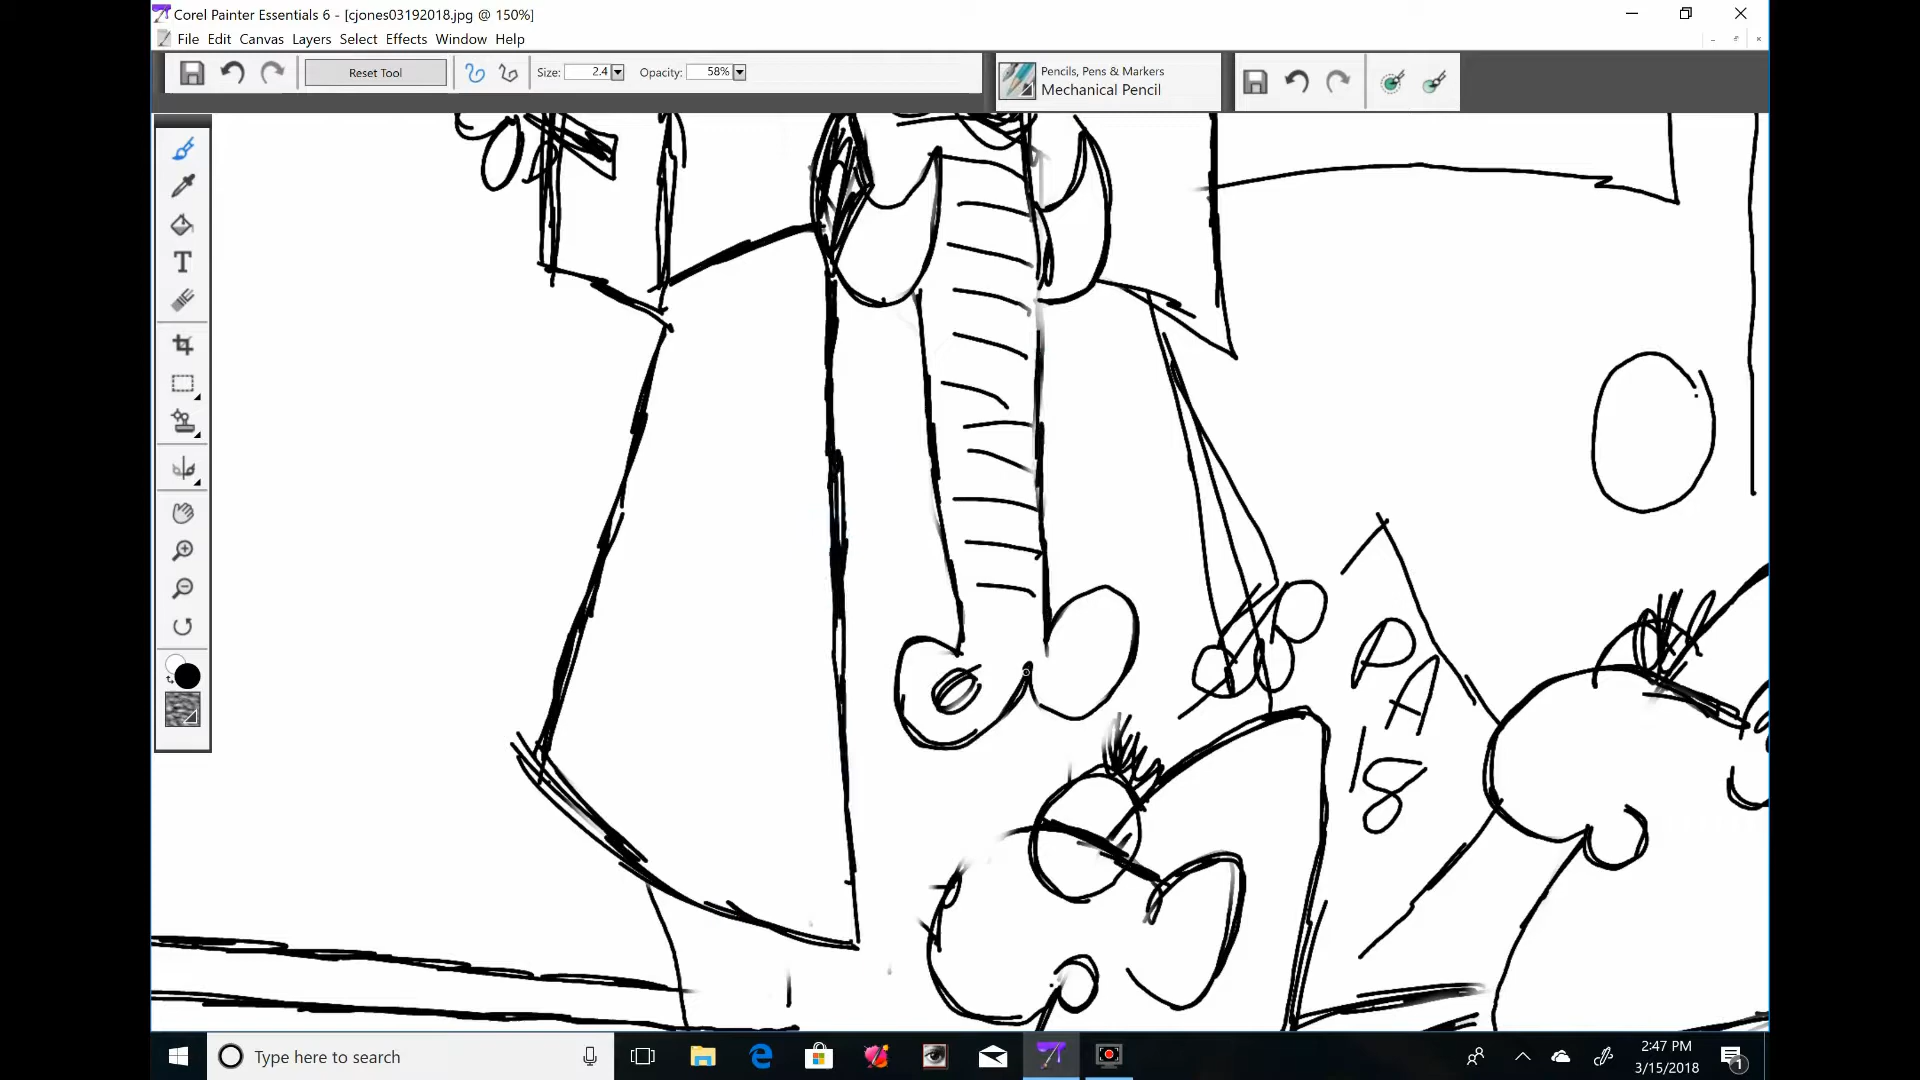 Corel Painter Essentials 6 - [cjones03192018.jpg @ 150%]
File Edit Canvas Layers Select Effects Window Help
Reset Tool Size: 2.4 Opacity: 58%
Pencils, Pens & Markers
Mechanical Pencil
T
PA
18
Type here to search
2:47 PM
3/15/2018
1